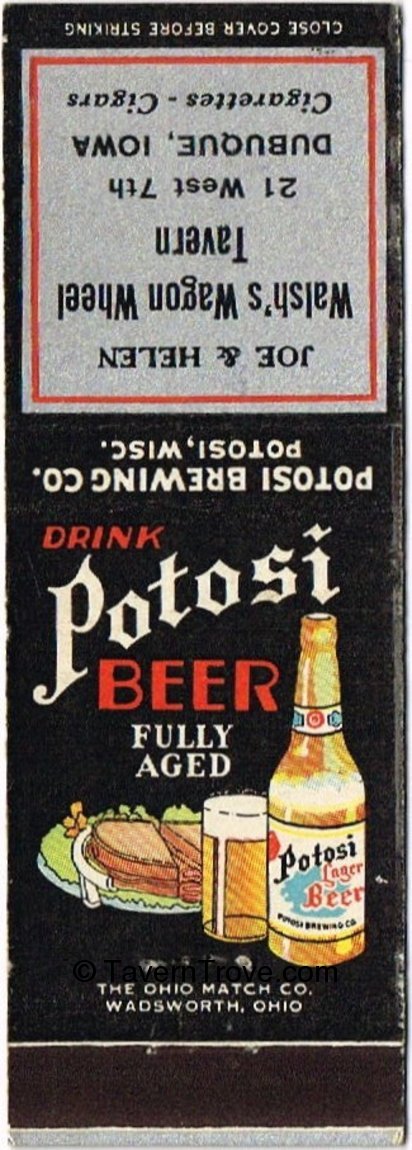 CLOSE COVER BEFORE STRIKING
JOE & HELEN
Walsh's Wagon Wheel
Tavern
21 West 7th
DUBUQUE, IOWA
Cigarettes - Cigars
POTOSI BREWING CO.
POTOSI, WISC.
DRINK
Potosi
BEER
FULLY
AGED
Potosi
Lager
Beer
POTOSI BREWING CO.
© TavernTrove.com
THE OHIO MATCH CO.
WADSWORTH, OHIO